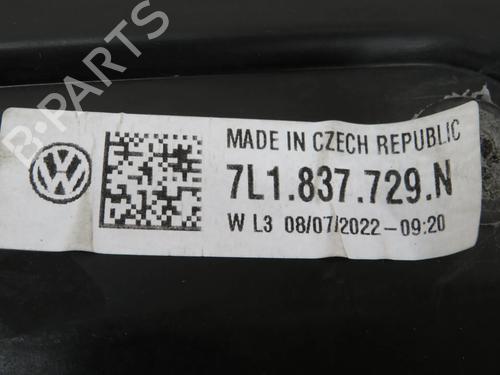 B-PARTS
MADE IN CZECH REPUBLIC
7L1.837.729.N
W L3 08/07/2022-09:20